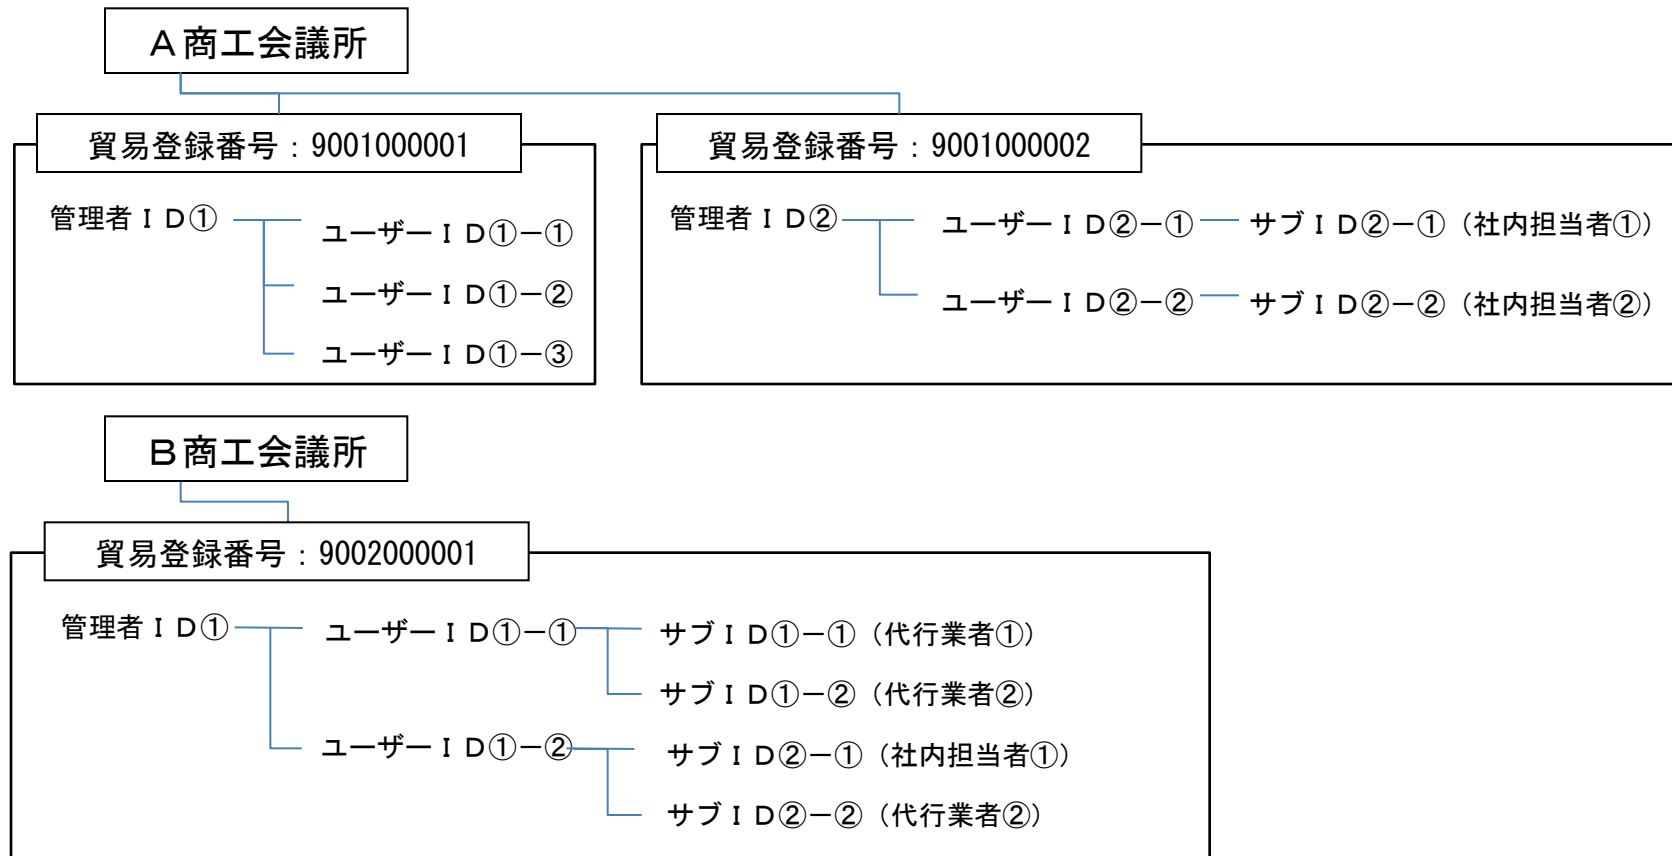 A商工会議所
貿易登録番号：9001000001
管理者ID①
ユーザーID①－①
ユーザーID①－②
ユーザーID①－③
貿易登録番号：9001000002
管理者ID②
ユーザーID②－①
サブID②－①（社内担当者①）
ユーザーID②－②
サブID②－②（社内担当者②）
B商工会議所
貿易登録番号：9002000001
管理者ID①
ユーザーID①－①
サブID①－①（代行業者①）
サブID①－②（代行業者②）
ユーザーID①－②
サブID②－①（社内担当者①）
サブID②－②（代行業者②）